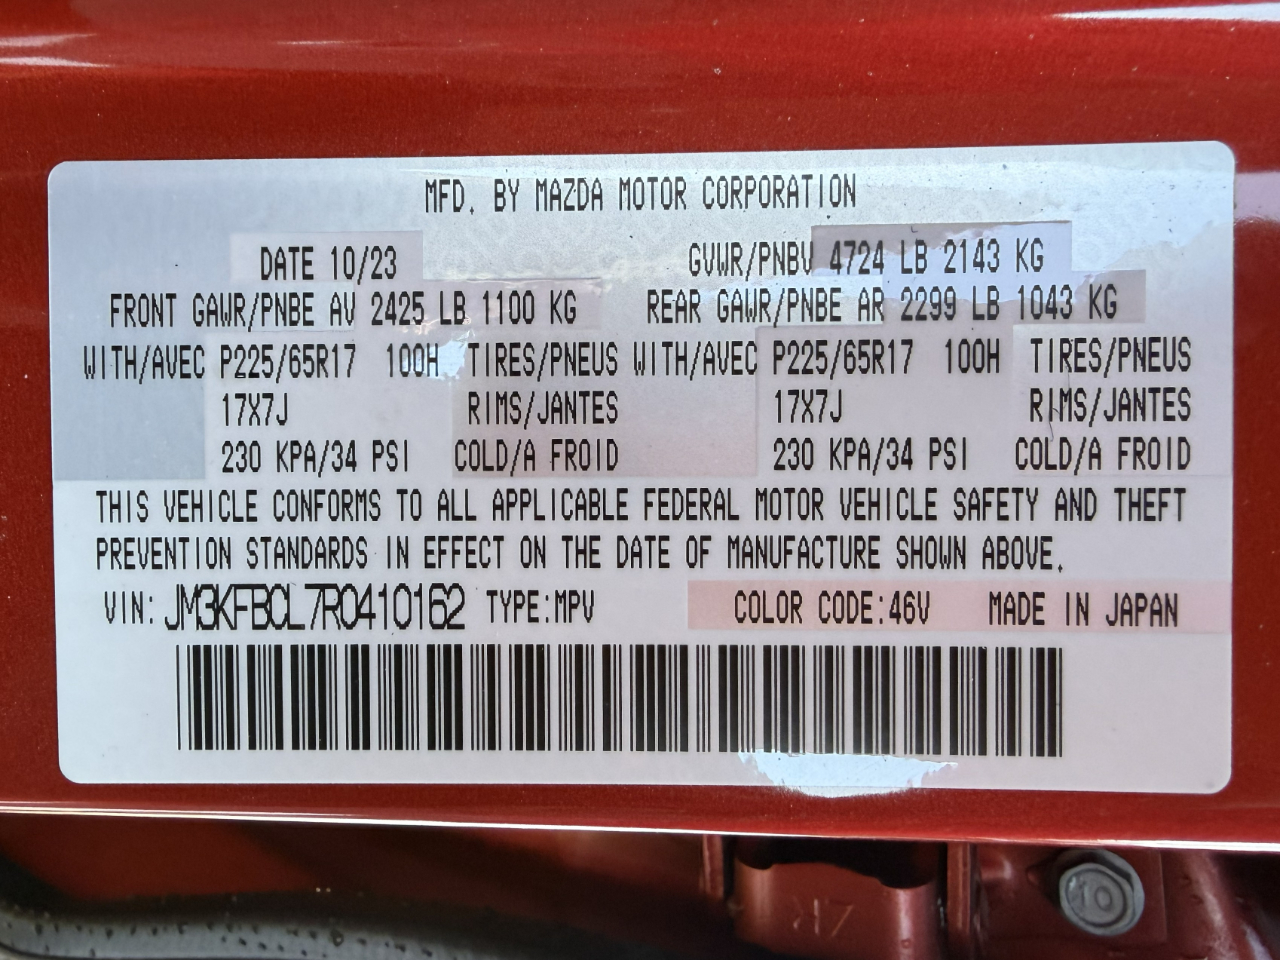 MFD. BY MAZDA MOTOR CORPORATION
DATE 10/23 GVWR/PNBV 4724 LB 2143 KG
FRONT GAWR/PNBE AV 2425 LB 1100 KG REAR GAWR/PNBE AR 2299 LB 1043 KG
WITH/AVEC P225/65R17 100H TIRES/PNEUS WITH/AVEC P225/65R17 100H TIRES/PNEUS
17X7J RIMS/JANTES 17X7J RIMS/JANTES
230 KPA/34 PSI COLD/A FROID 230 KPA/34 PSI COLD/A FROID
THIS VEHICLE CONFORMS TO ALL APPLICABLE FEDERAL MOTOR VEHICLE SAFETY AND THEFT
PREVENTION STANDARDS IN EFFECT ON THE DATE OF MANUFACTURE SHOWN ABOVE.
VIN: JM3KFBCL7R0410162 TYPE:MPV COLOR CODE:46V MADE IN JAPAN
10